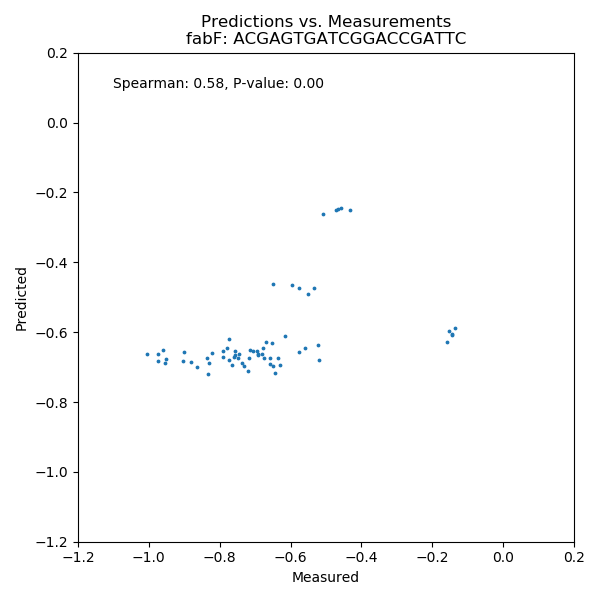 Predictions vs. Measurements
fabF: ACGAGTGATCGGACCGATTC
Spearman: 0.58, P-value: 0.00
0.2
0.0
−0.2
−0.4
−0.6
−0.8
−1.0
−1.2
Predicted
−1.2 −1.0 −0.8 −0.6 −0.4 −0.2 0.0 0.2
Measured